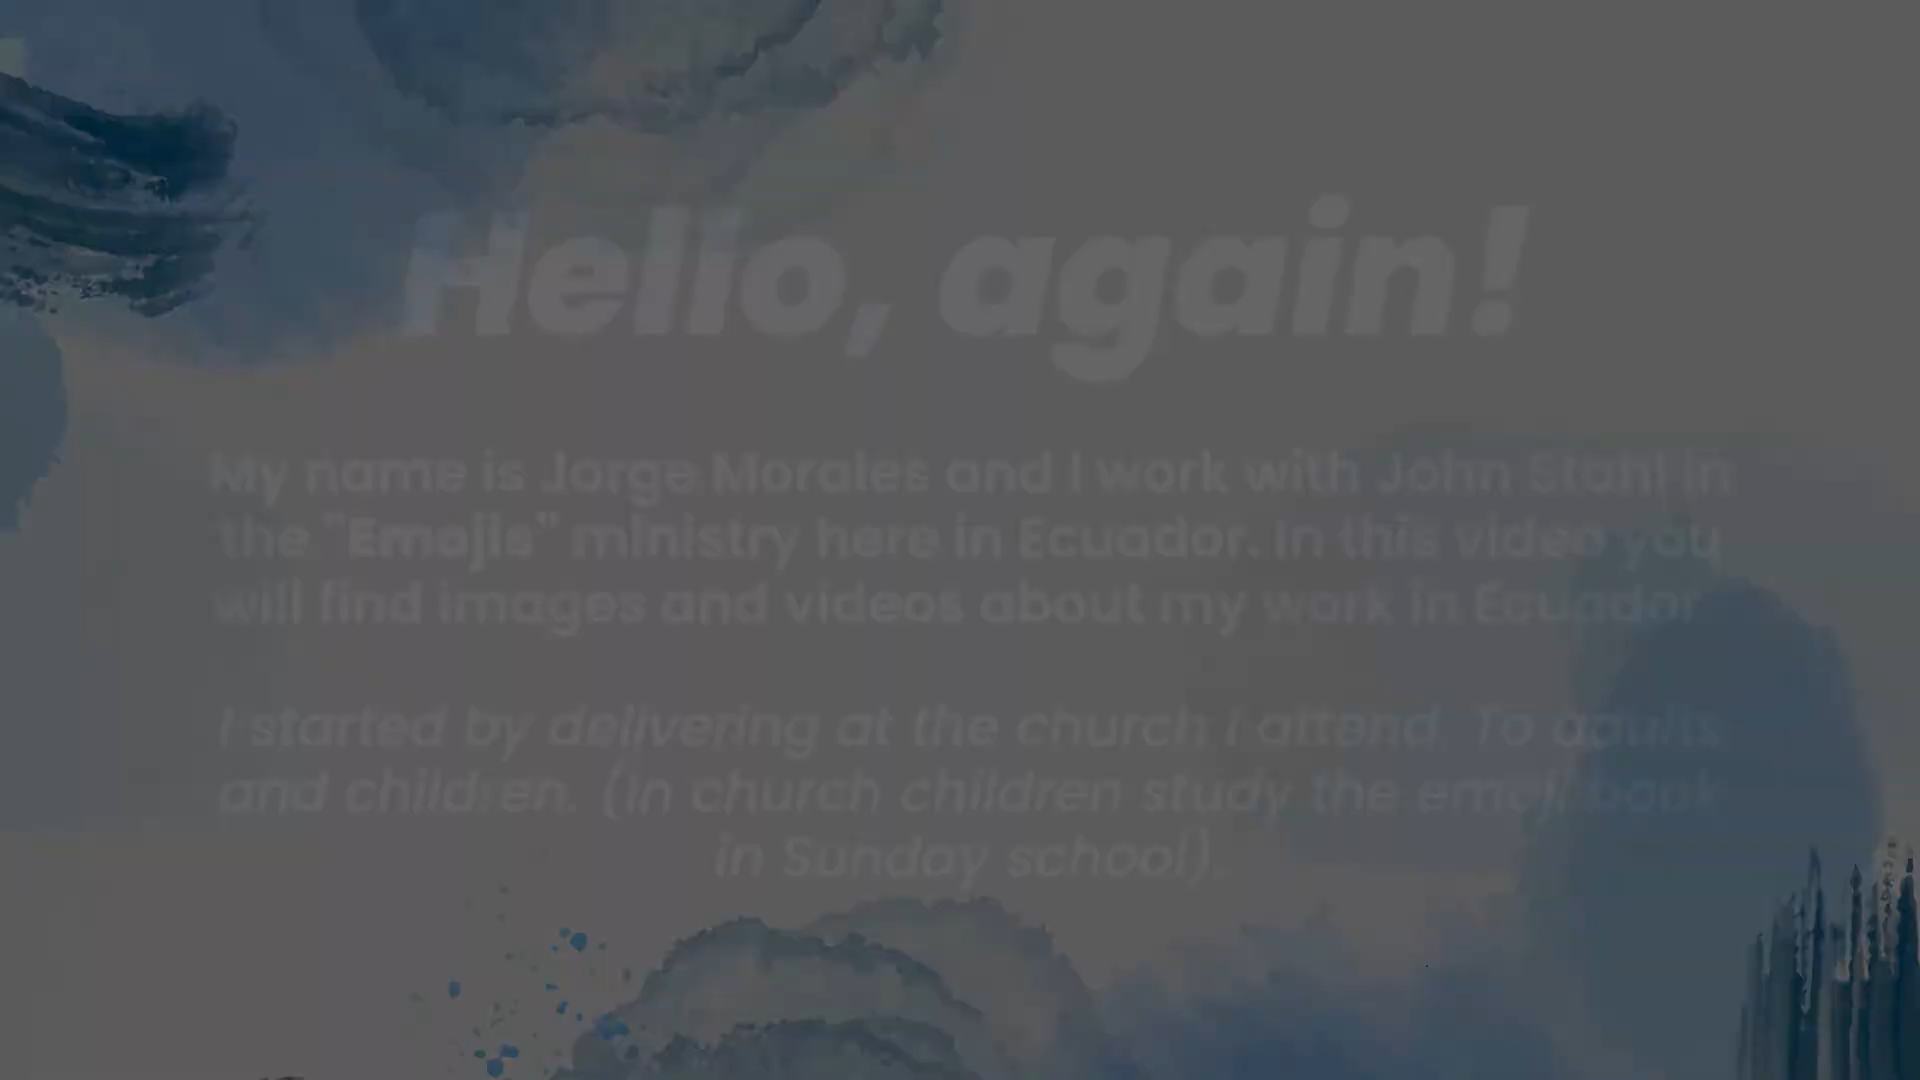 Hello, again!
My name is Jorge Morales and I work with John Stahl in
the "Emojis" ministry here in Ecuador. In this video you
will find images and videos about my work in Ecuador
I started by delivering at the church I attend. To adults
and children. (In church children study the emoji book
in Sunday school).